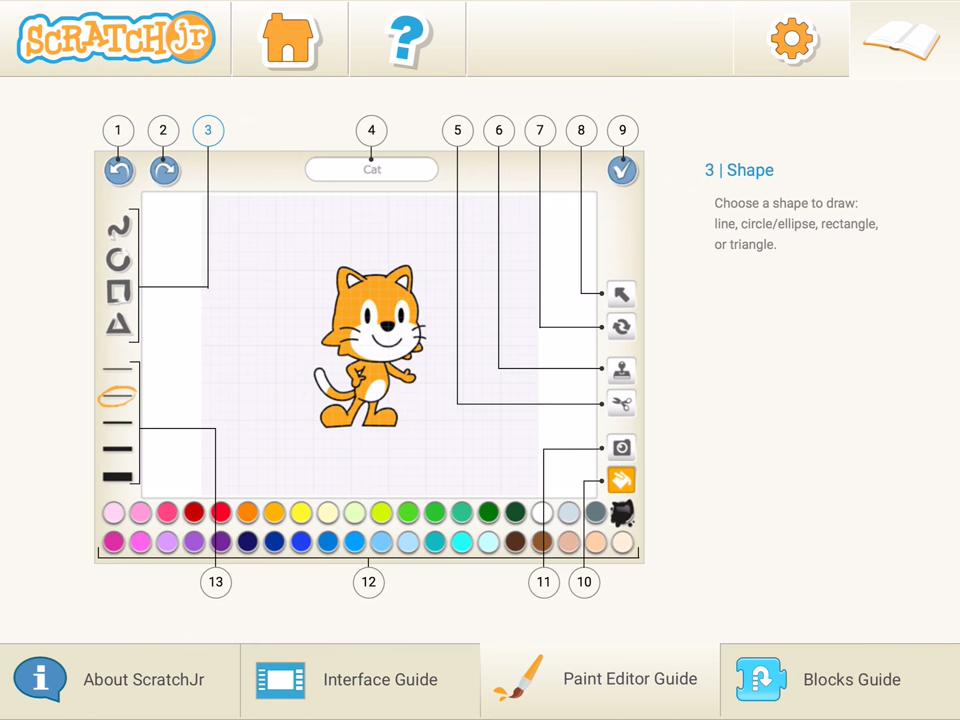 SCRATCHJr
?
1 2 3 4 5 6 7 8 9
Cat
3 | Shape
Choose a shape to draw:
line, circle/ellipse, rectangle,
or triangle.
13 12 11 10
i About ScratchJr
Interface Guide
Paint Editor Guide
Blocks Guide